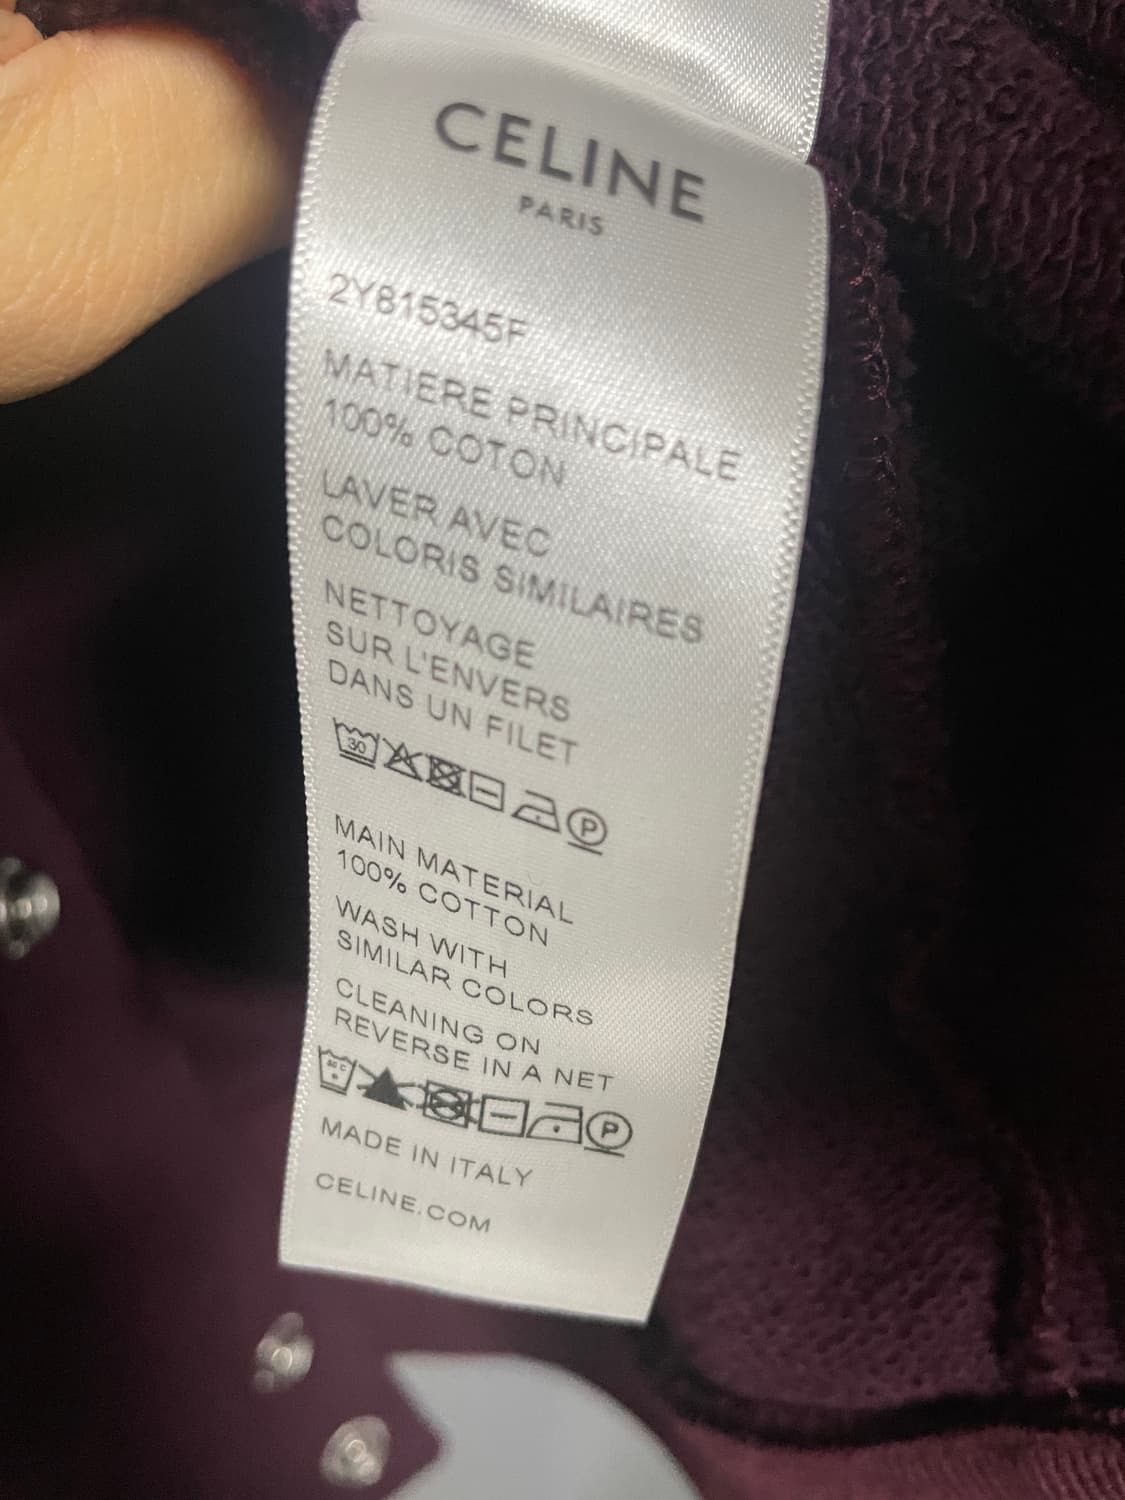 CELINE
PARIS
2Y815345F
MATIERE PRINCIPALE
100% COTON
LAVER AVEC
COLORIS SIMILAIRES
NETTOYAGE
SUR L'ENVERS
DANS UN FILET
30 P
MAIN MATERIAL
100% COTTON
WASH WITH
SIMILAR COLORS
CLEANING ON
REVERSE IN A NET
P
MADE IN ITALY
CELINE.COM